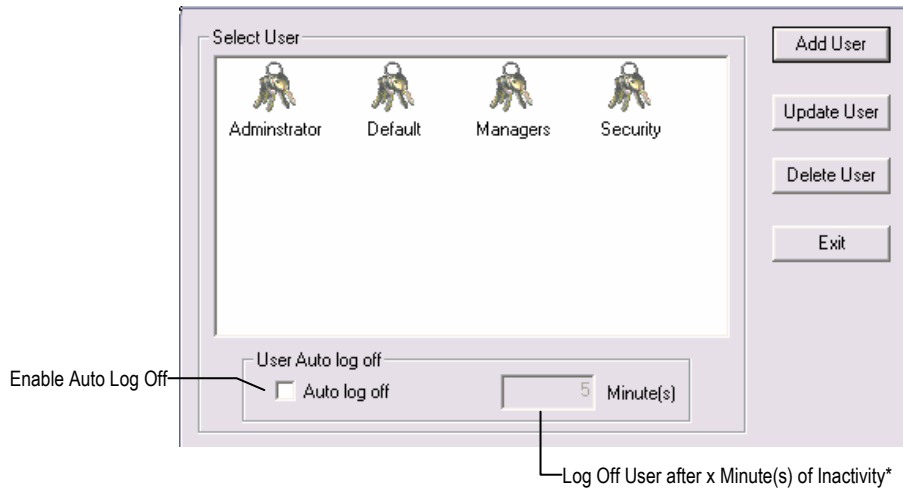 Select User
Adminstrator Default Managers Security
Add User
Update User
Delete User
Exit
User Auto log off
Enable Auto Log Off
Auto log off 5 Minute(s)
Log Off User after x Minute(s) of Inactivity*